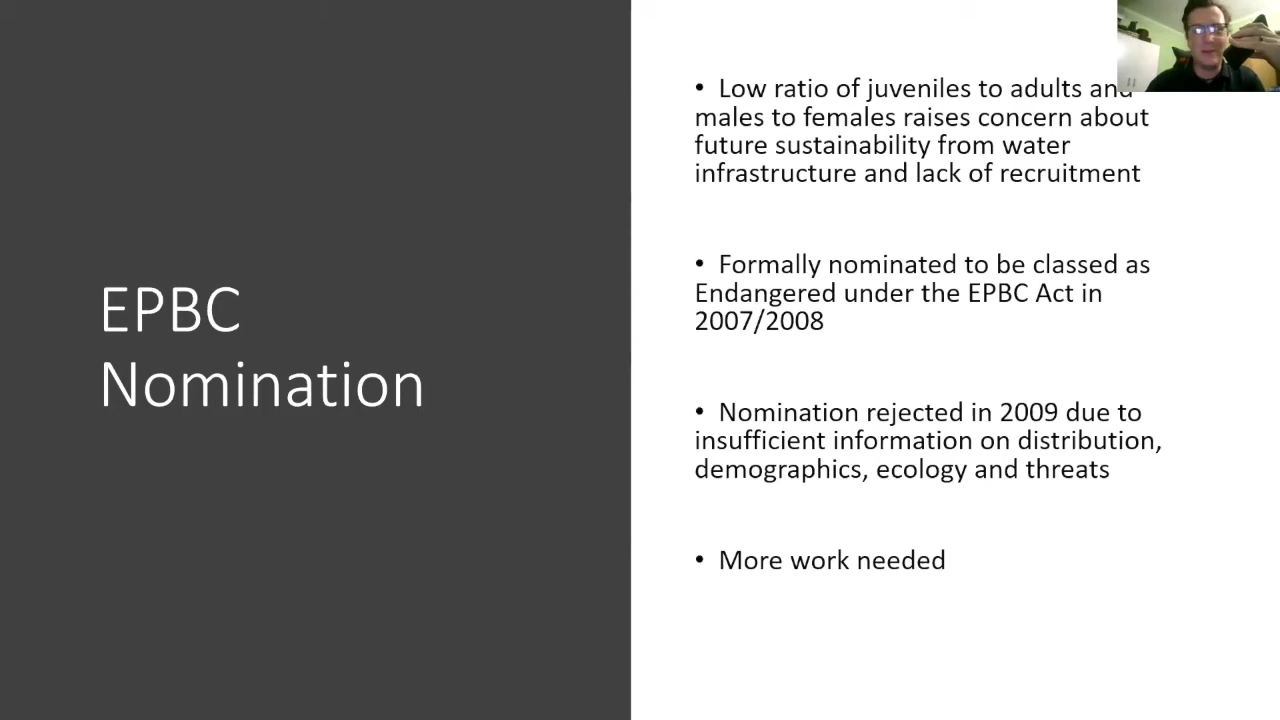 EPBC
Nomination
• Low ratio of juveniles to adults and
males to females raises concern about
future sustainability from water
infrastructure and lack of recruitment
• Formally nominated to be classed as
Endangered under the EPBC Act in
2007/2008
• Nomination rejected in 2009 due to
insufficient information on distribution,
demographics, ecology and threats
• More work needed